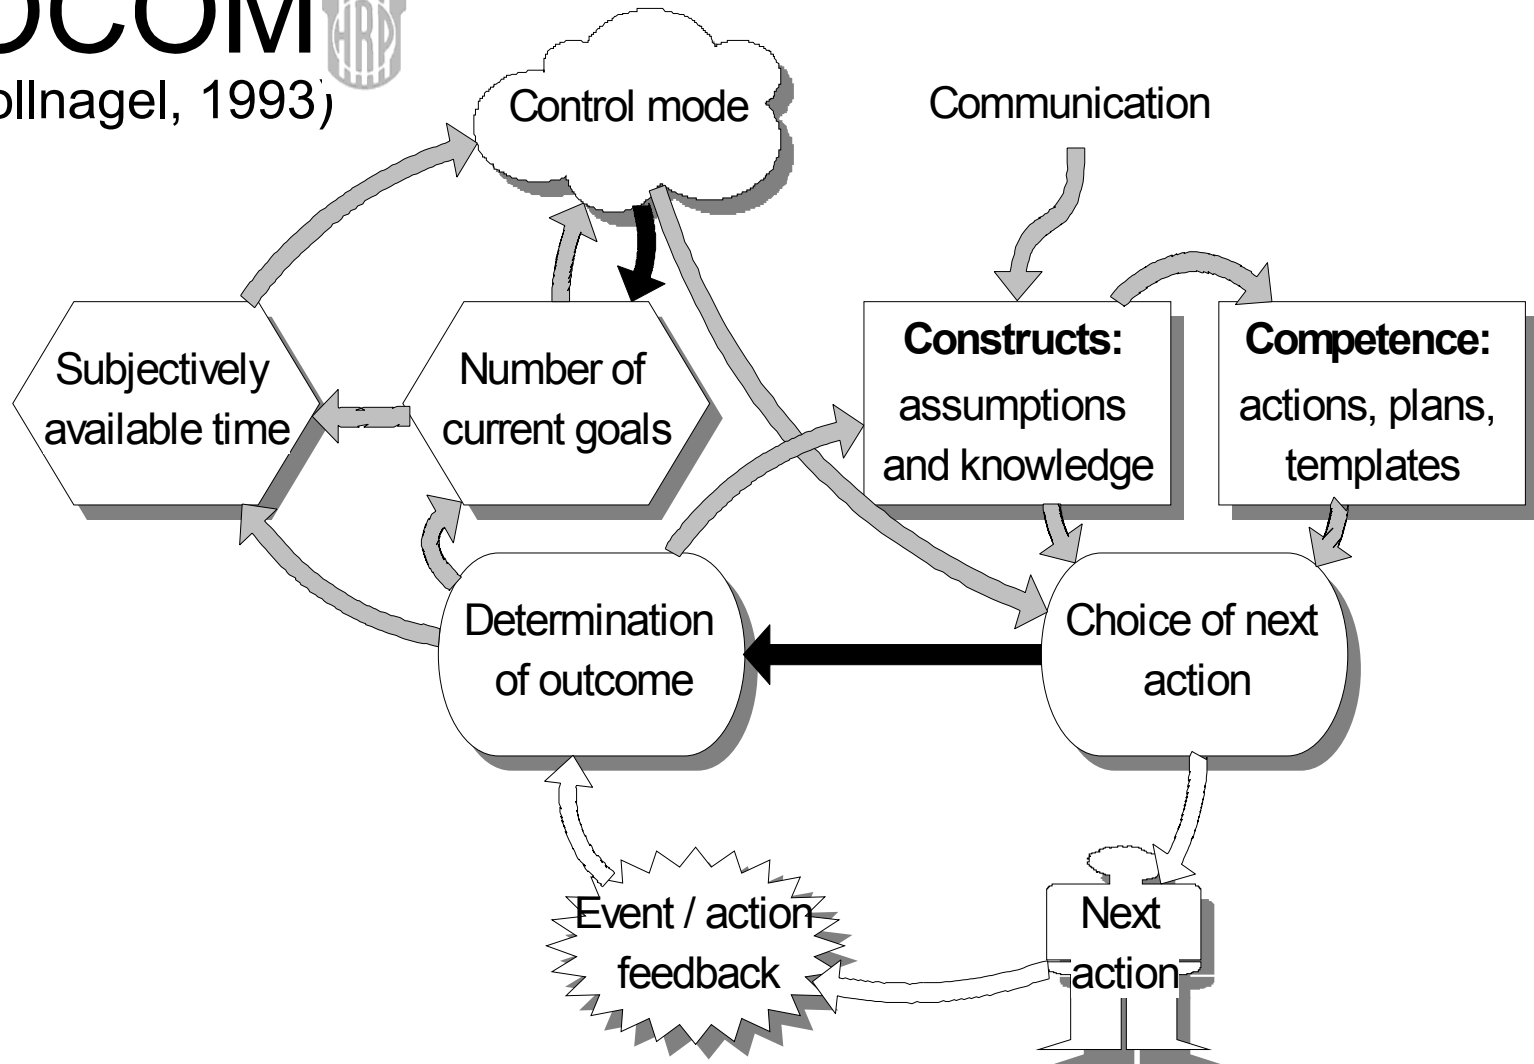 OCOM
HRP
ollnagel, 1993)
Control mode
Communication
Subjectively
available time
Number of
current goals
Constructs:
assumptions
and knowledge
Competence:
actions, plans,
templates
Determination
of outcome
Choice of next
action
Event / action
feedback
Next
action